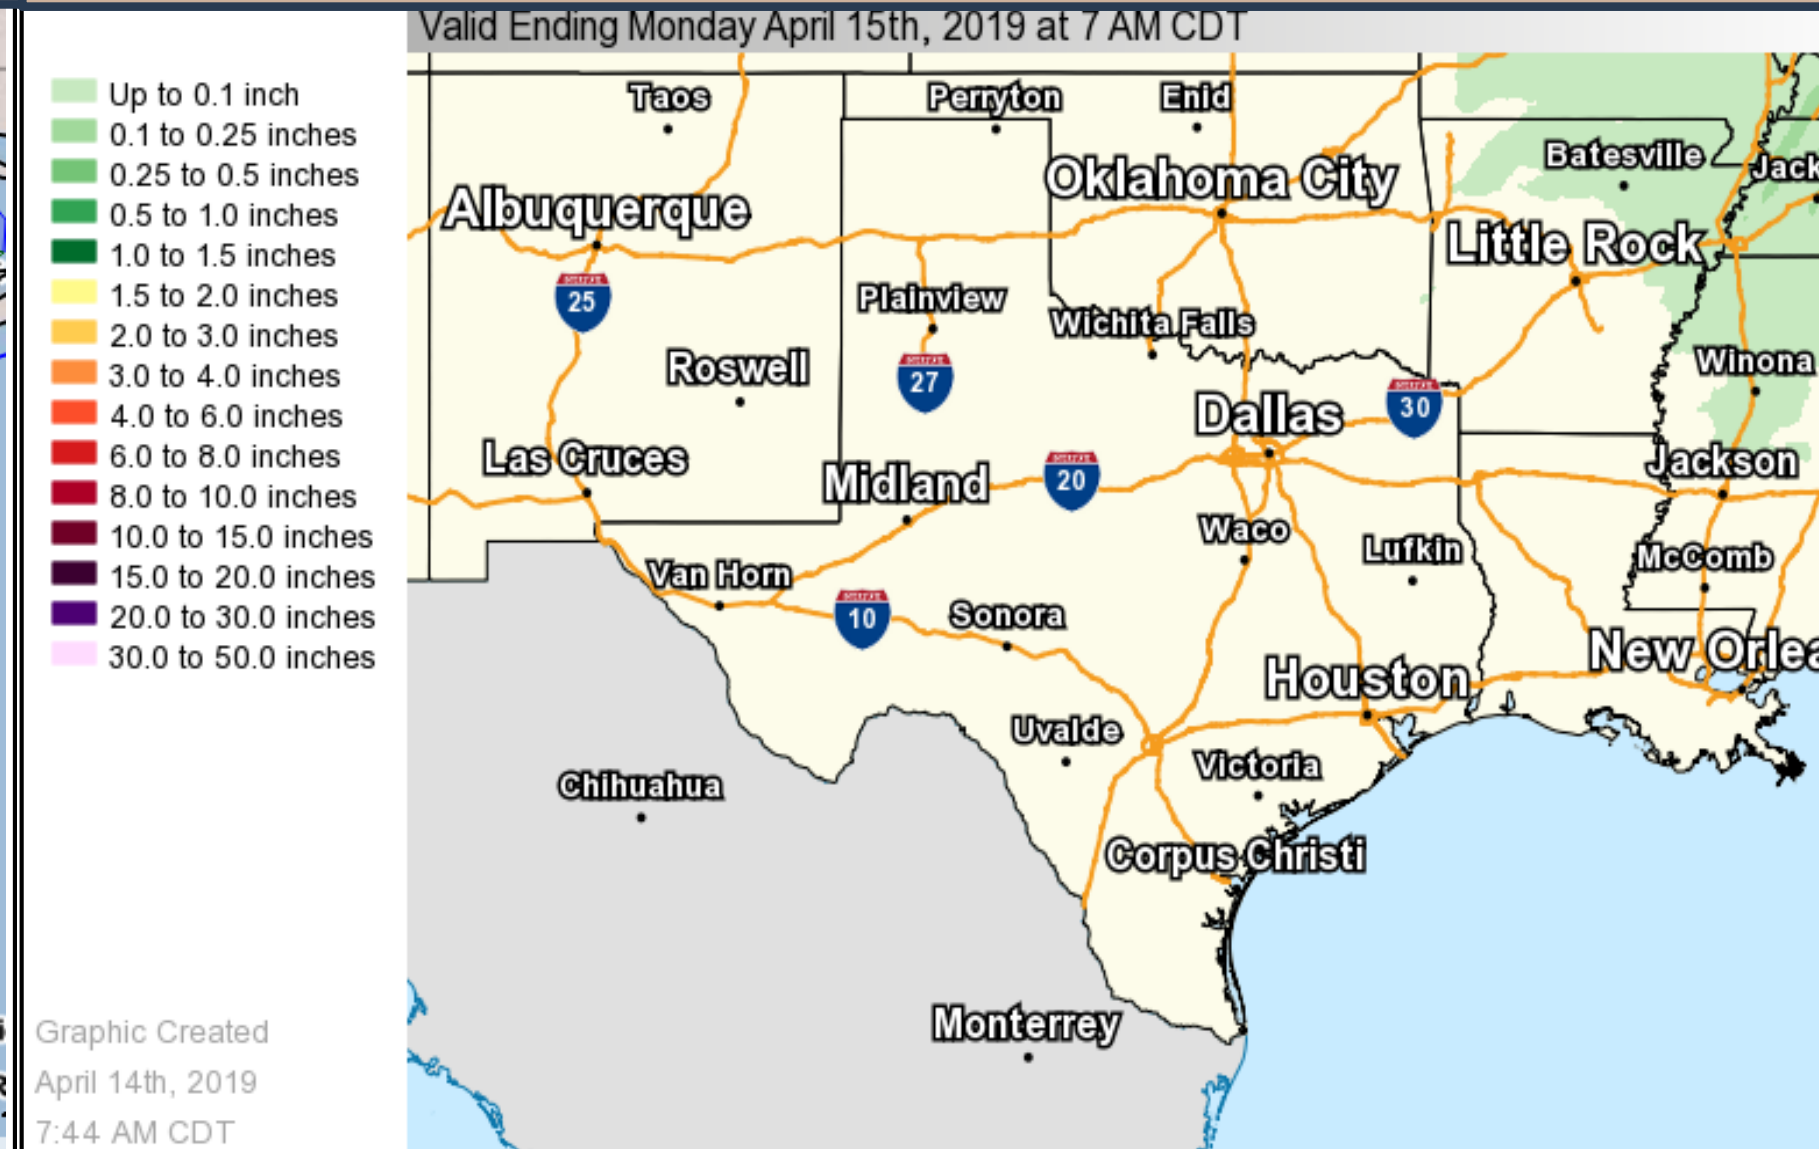 Valid Ending Monday April 15th, 2019 at 7 AM CDT
Up to 0.1 inch
0.1 to 0.25 inches
0.25 to 0.5 inches
0.5 to 1.0 inches
1.0 to 1.5 inches
1.5 to 2.0 inches
2.0 to 3.0 inches
3.0 to 4.0 inches
4.0 to 6.0 inches
6.0 to 8.0 inches
8.0 to 10.0 inches
10.0 to 15.0 inches
15.0 to 20.0 inches
20.0 to 30.0 inches
30.0 to 50.0 inches
Graphic Created
April 14th, 2019
7:44 AM CDT
Taos
Perryton
Enid
Batesville
Jack
Oklahoma City
Albuquerque
Little Rock
25
Plainview
Wichita Falls
Roswell
27
Winona
30
Dallas
Las Cruces
Midland
20
Jackson
Waco
Lufkin
McComb
Van Horn
10
Sonora
New Orlea
Houston
Uvalde
Victoria
Chihuahua
Corpus Christi
Monterrey